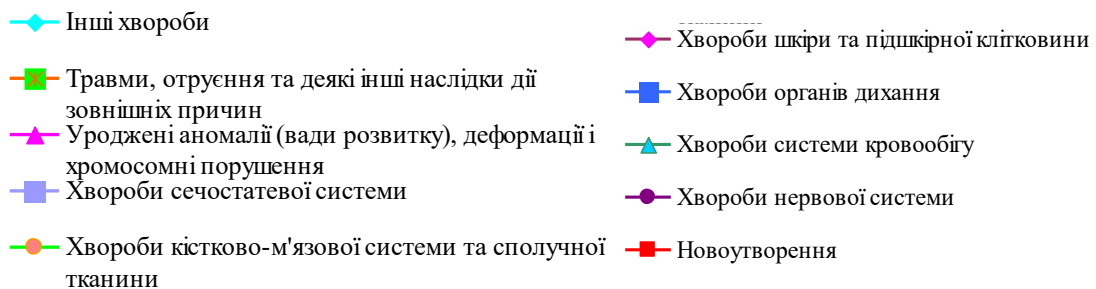 Інші хвороби
Травми, отруєння та деякі інші наслідки дії
зовнішніх причин
Уроджені аномалії (вади розвитку), деформації і
хромосомні порушення
Хвороби сечостатевої системи
Хвороби кістково-м'язової системи та сполучної
тканини
Хвороби шкіри та підшкірної клітковини
Хвороби органів дихання
Хвороби системи кровообігу
Хвороби нервової системи
Новоутворення